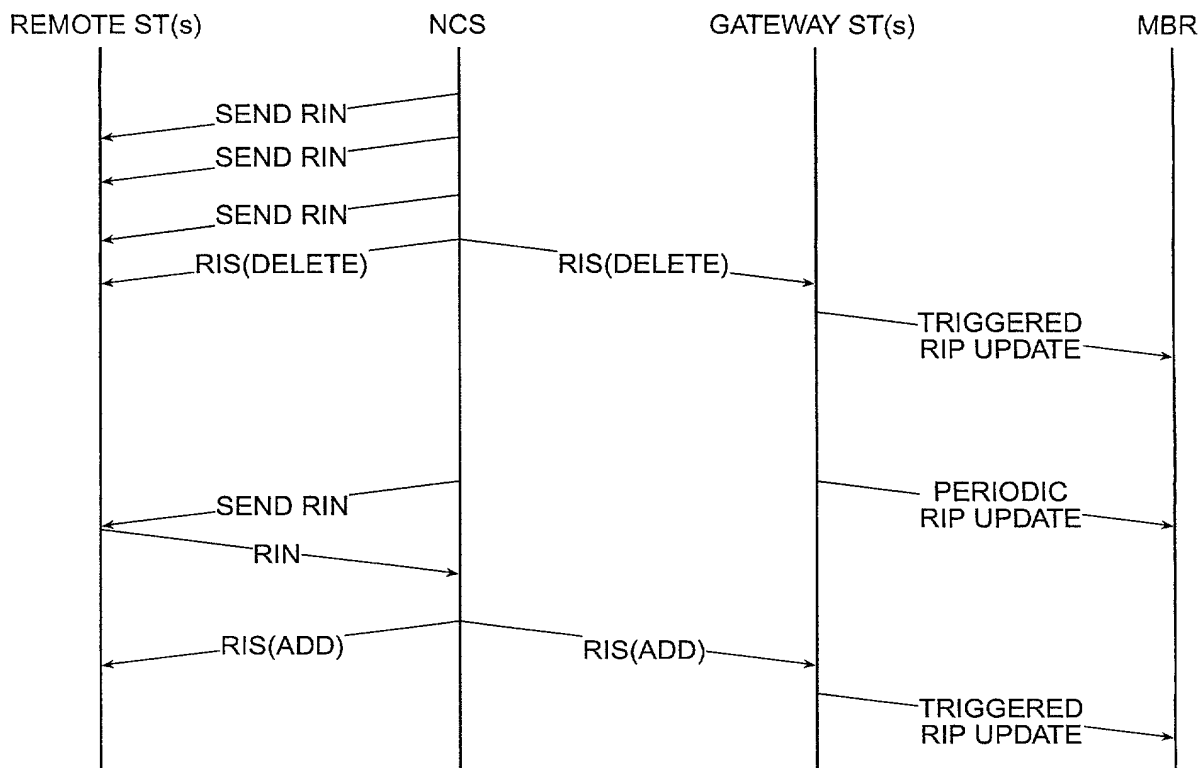 REMOTE ST(s) NCS GATEWAY ST(s) MBR
SEND RIN
SEND RIN
SEND RIN
RIS(DELETE) RIS(DELETE)
TRIGGERED
RIP UPDATE
SEND RIN
PERIODIC
RIP UPDATE
RIN
RIS(ADD) RIS(ADD)
TRIGGERED
RIP UPDATE